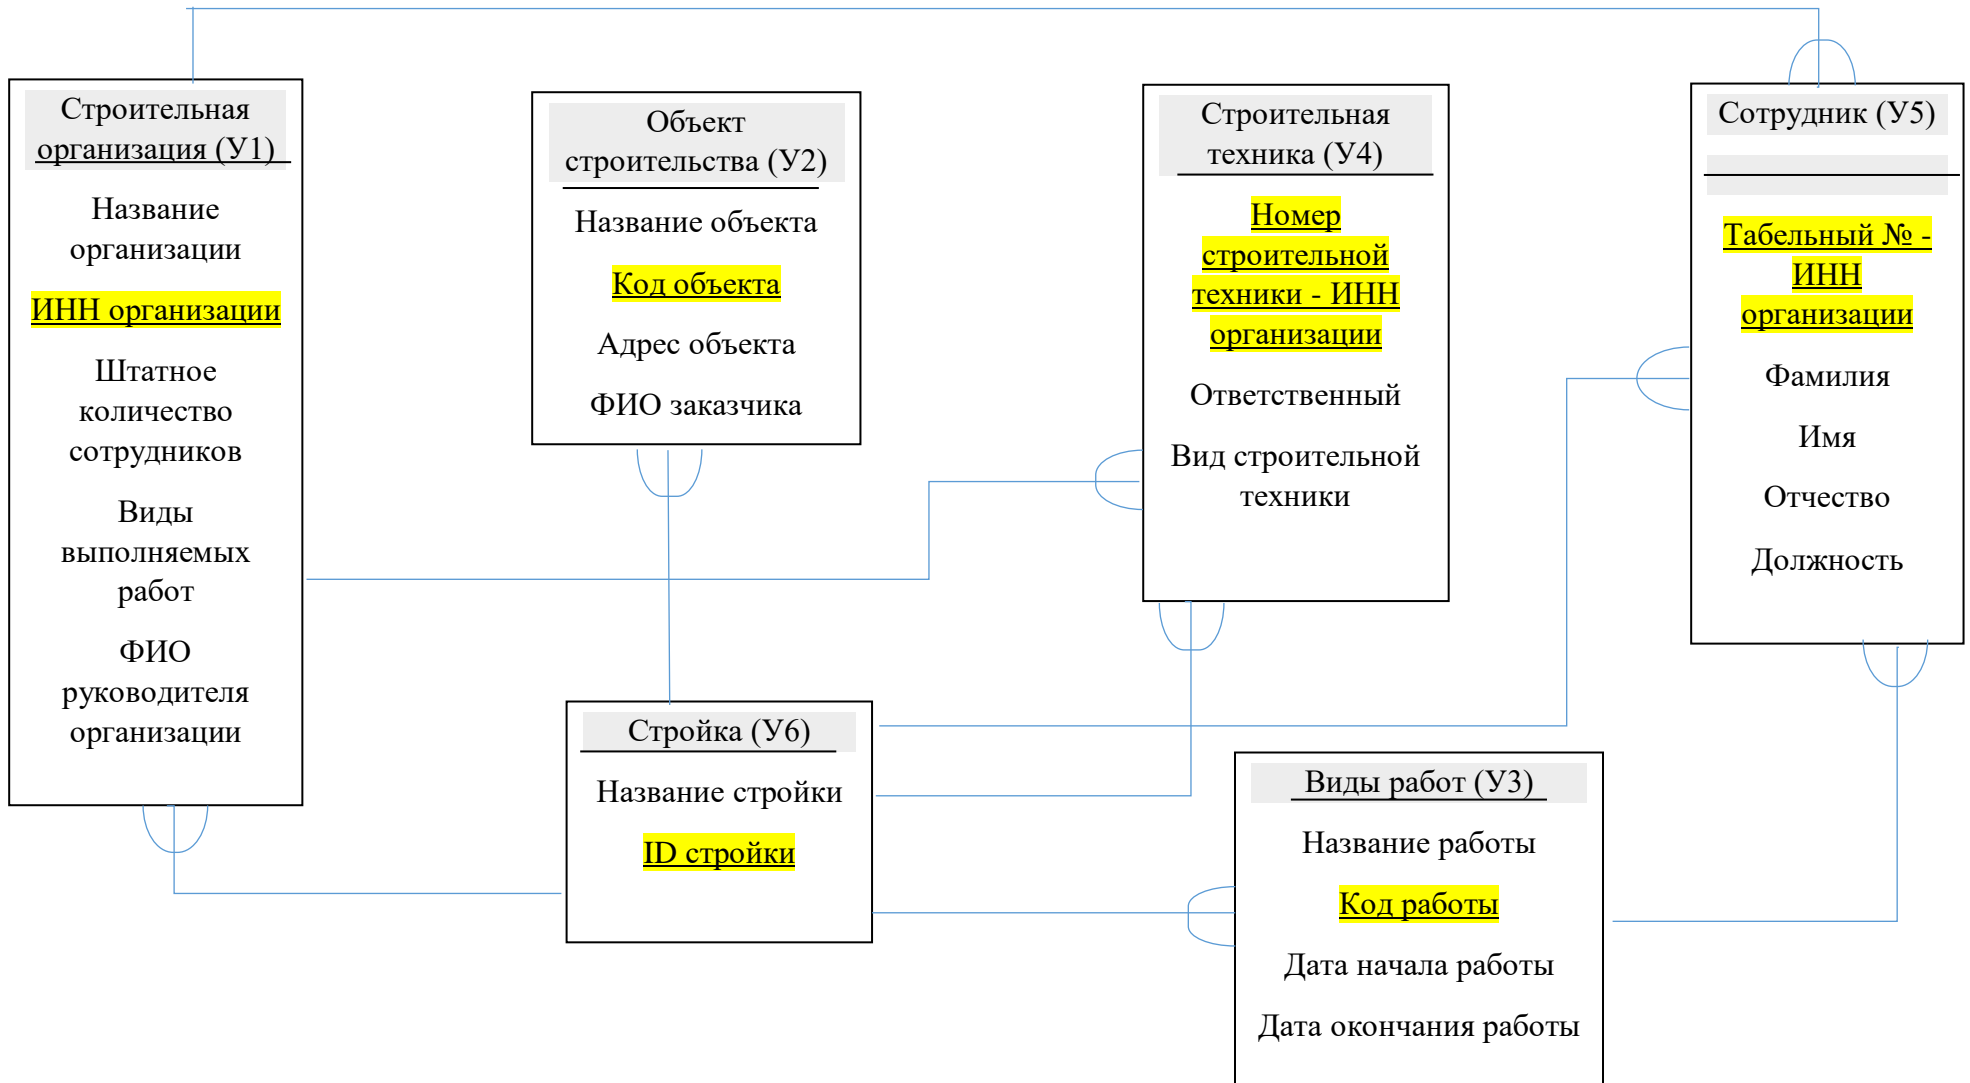 Строительная
организация (У1)
Название
организации
ИНН организации
Штатное
количество
сотрудников
Виды
выполняемых
работ
ФИО
руководителя
организации
Объект
строительства (У2)
Название объекта
Код объекта
Адрес объекта
ФИО заказчика
Строительная
техника (У4)
Номер
строительной
техники - ИНН
организации
Ответственный
Вид строительной
техники
Сотрудник (У5)
Табельный № -
ИНН
организации
Фамилия
Имя
Отчество
Должность
Стройка (У6)
Название стройки
ID стройки
Виды работ (У3)
Название работы
Код работы
Дата начала работы
Дата окончания работы